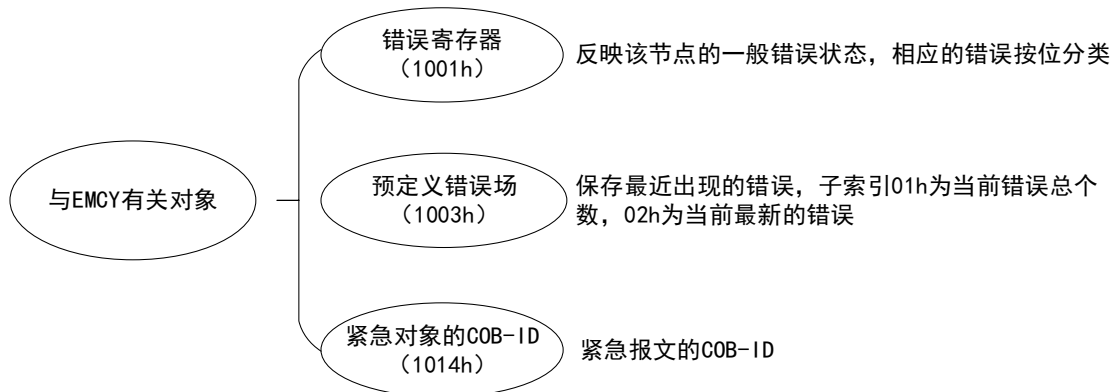 错误寄存器
（1001h）
反映该节点的一般错误状态，相应的错误按位分类
与EMCY有关对象
预定义错误场
（1003h）
保存最近出现的错误，子索引01h为当前错误总个
数，02h为当前最新的错误
紧急对象的COB-ID
（1014h）
紧急报文的COB-ID